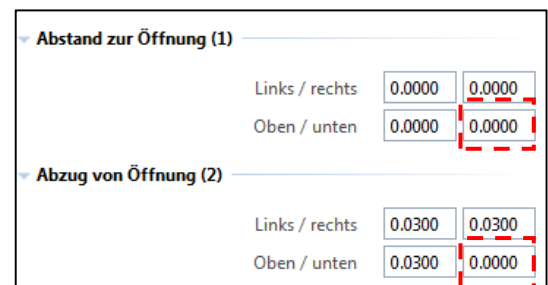 Abstand zur Öffnung (1)
Links / rechts 0.0000 0.0000
Oben / unten 0.0000 0.0000
Abzug von Öffnung (2)
Links / rechts 0.0300 0.0300
Oben / unten 0.0300 0.0000